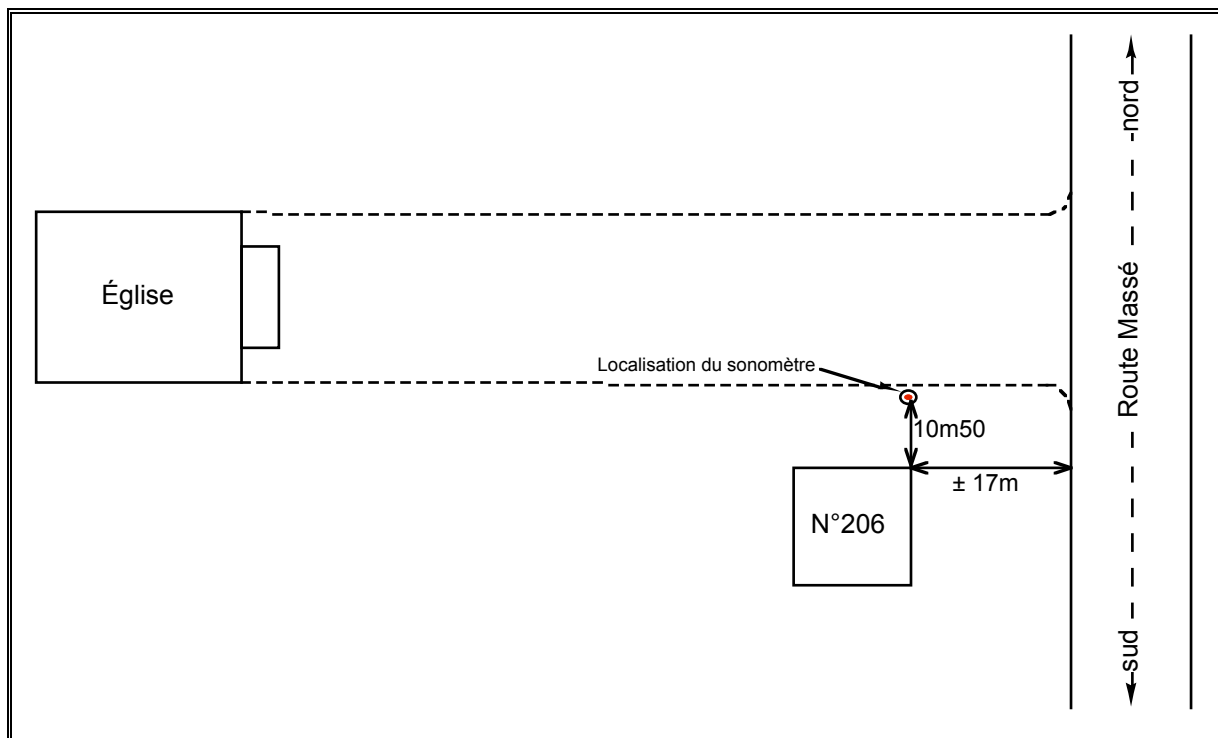 nord
Église
Route Massé
Localisation du sonomètre
10m50
± 17m
N°206
sud